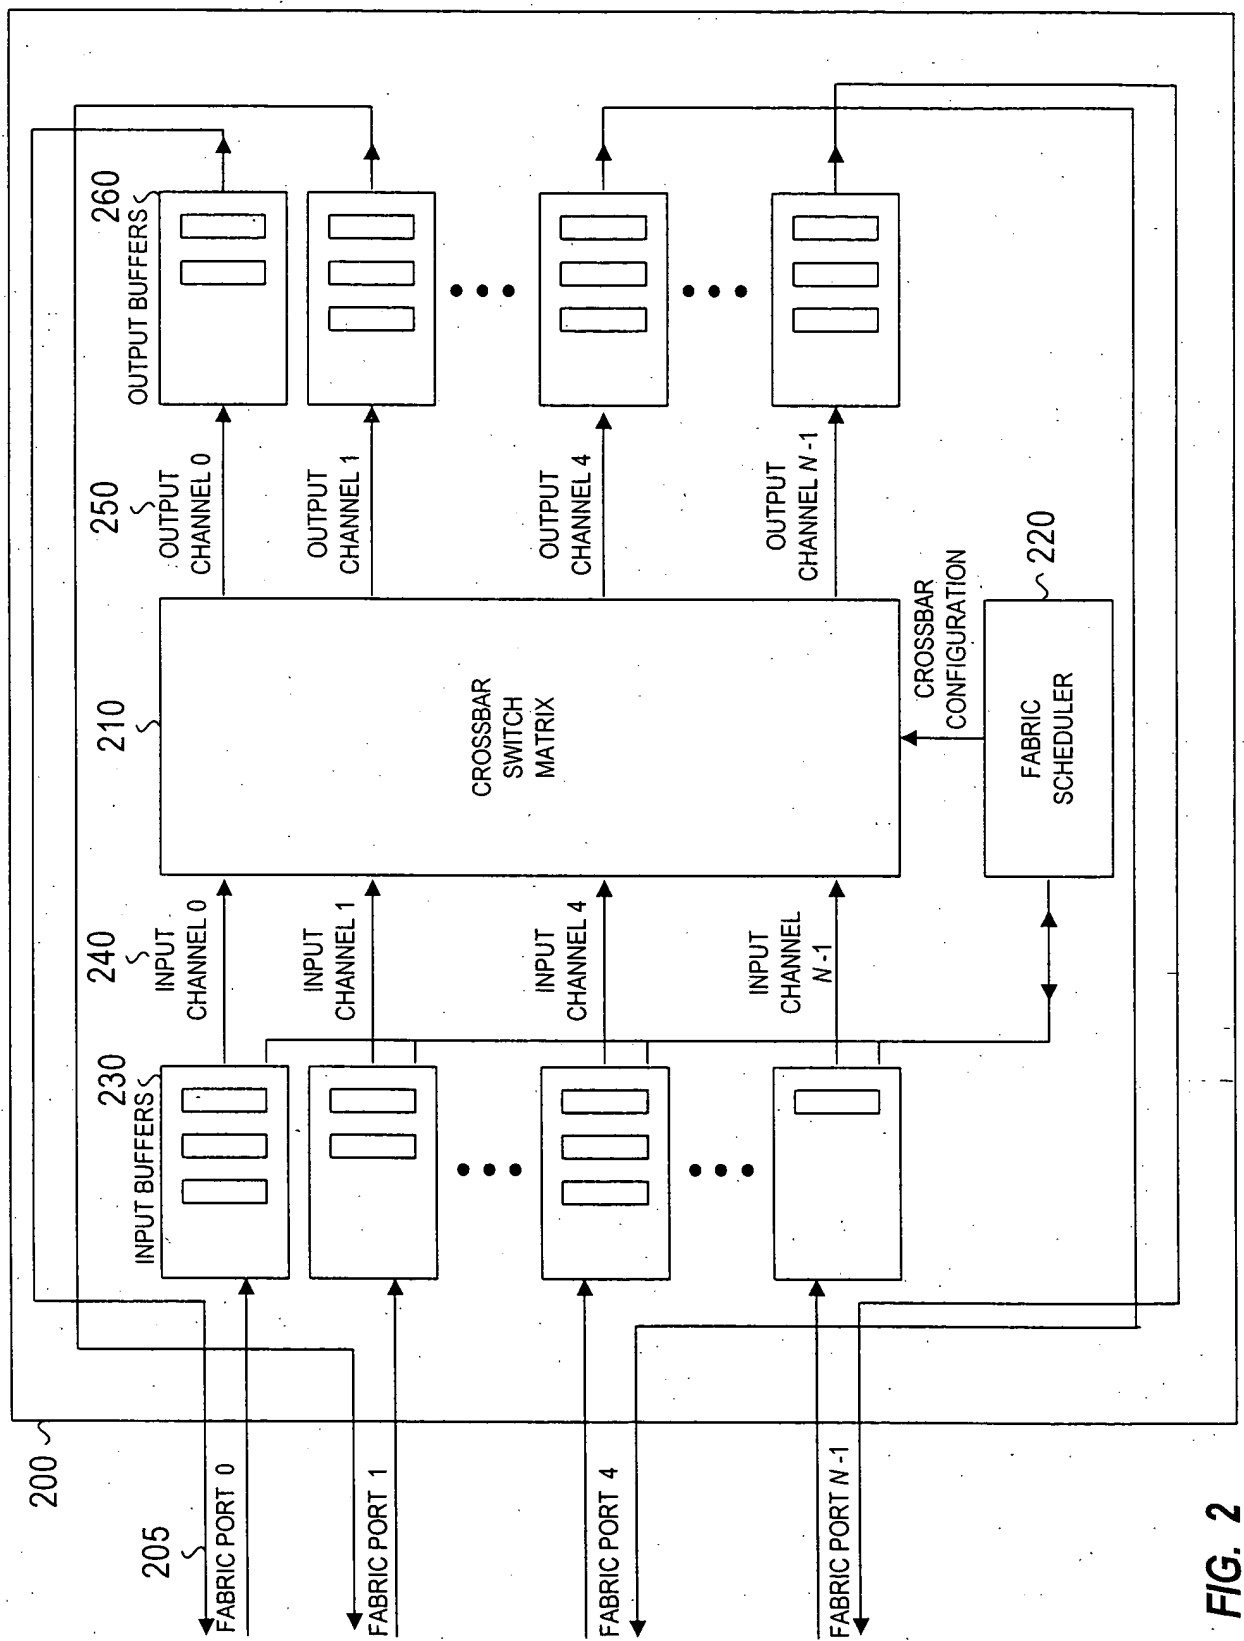 200
205
FABRIC PORT 0
FABRIC PORT 1
FABRIC PORT 4
FABRIC PORT N-1
INPUT BUFFERS
230
240
INPUT
CHANNEL 0
INPUT
CHANNEL 1
INPUT
CHANNEL 4
INPUT
CHANNEL
N-1
210
CROSSBAR
SWITCH
MATRIX
FABRIC
SCHEDULER
220
CROSSBAR
CONFIGURATION
250
OUTPUT
CHANNEL 0
OUTPUT
CHANNEL 1
OUTPUT
CHANNEL 4
OUTPUT
CHANNEL N-1
OUTPUT BUFFERS
260
FIG. 2